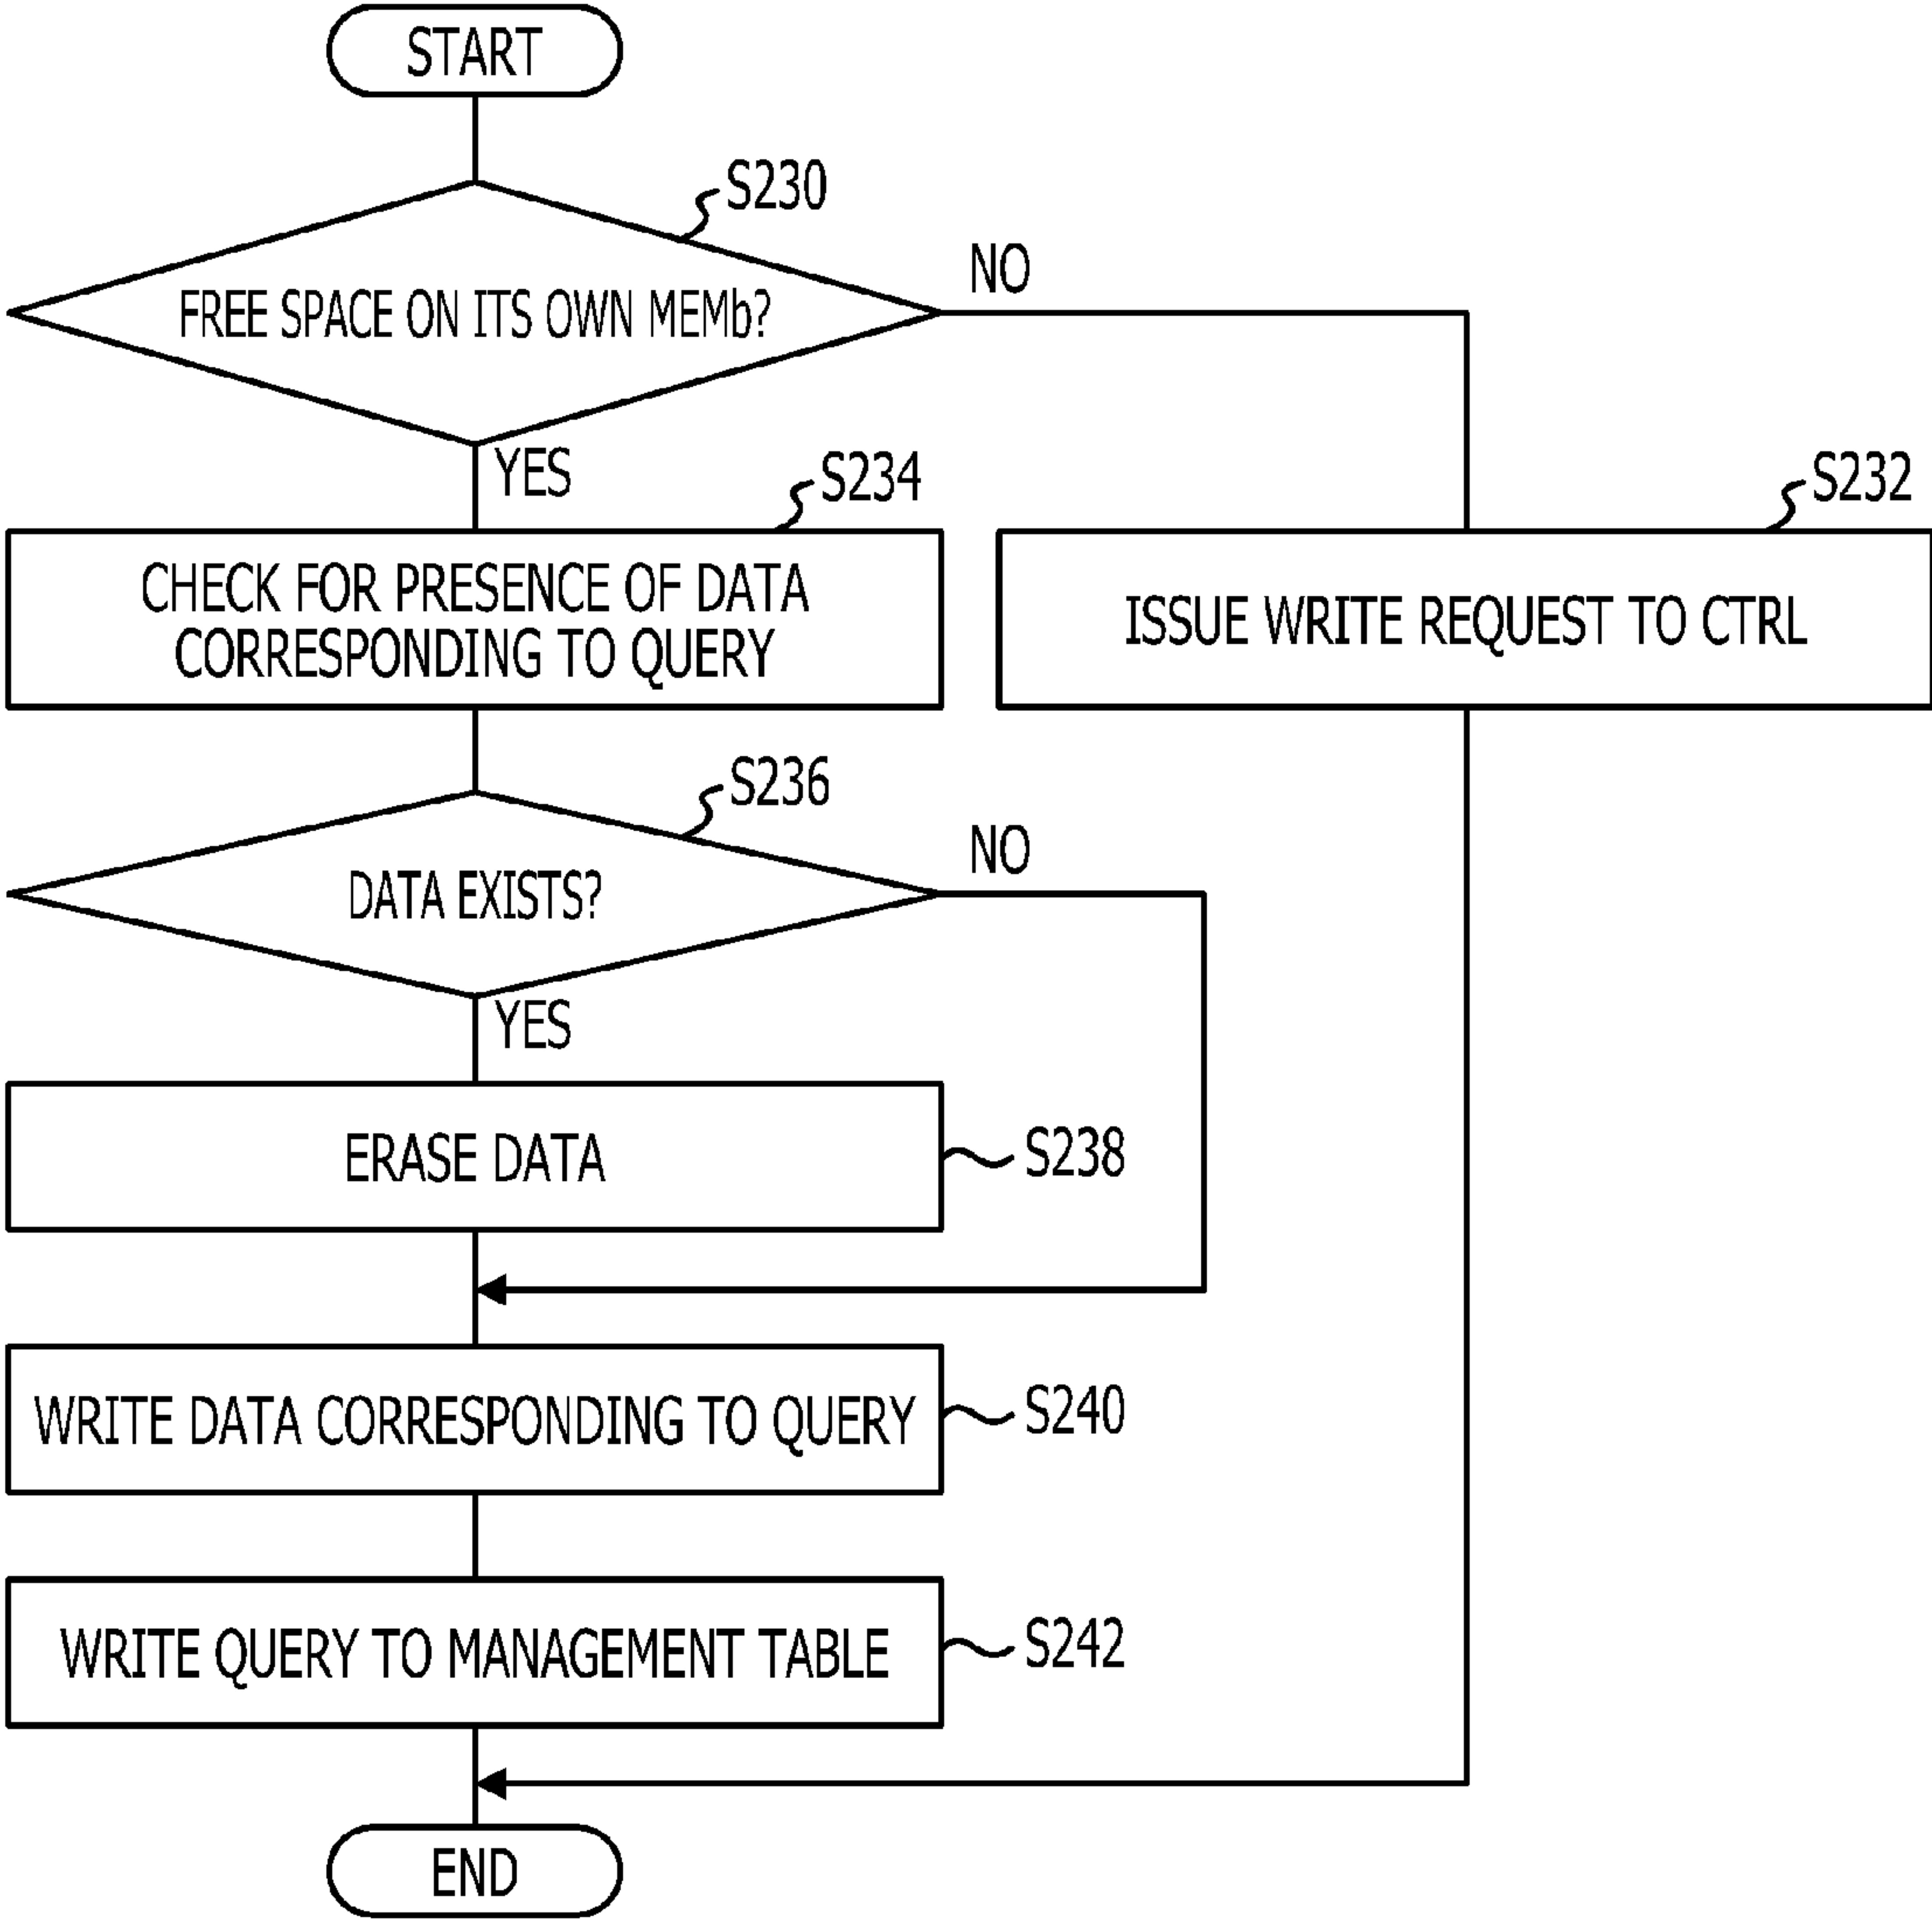 START
S230
NO
FREE SPACE ON ITS OWN MEMb?
YES
S234
S232
CHECK FOR PRESENCE OF DATA
CORRESPONDING TO QUERY
ISSUE WRITE REQUEST TO CTRL
S236
NO
DATA EXISTS?
YES
ERASE DATA
S238
WRITE DATA CORRESPONDING TO QUERY
S240
WRITE QUERY TO MANAGEMENT TABLE
S242
END